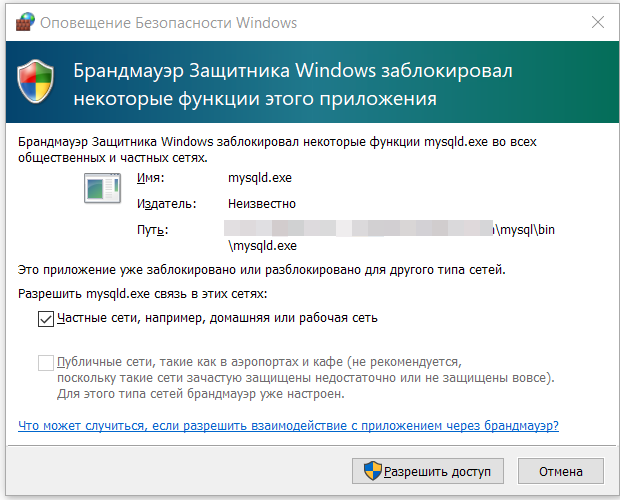 Оповещение Безопасности Windows
Брандмауэр Защитника Windows заблокировал
некоторые функции этого приложения
Брандмауэр Защитника Windows заблокировал некоторые функции mysqld.exe во всех
общественных и частных сетях.
Имя: mysqld.exe
Издатель: Неизвестно
Путь: \mysql\bin
\mysqld.exe
Это приложение уже заблокировано или разблокировано для другого типа сетей.
Разрешить mysqld.exe связь в этих сетях:
Частные сети, например, домашняя или рабочая сеть
Публичные сети, такие как в аэропортах и кафе (не рекомендуется,
поскольку такие сети зачастую защищены недостаточно или не защищены вовсе).
Для этого типа сетей брандмауэр уже настроен.
Что может случиться, если разрешить взаимодействие с приложением через брандмауэр?
Разрешить доступ Отмена